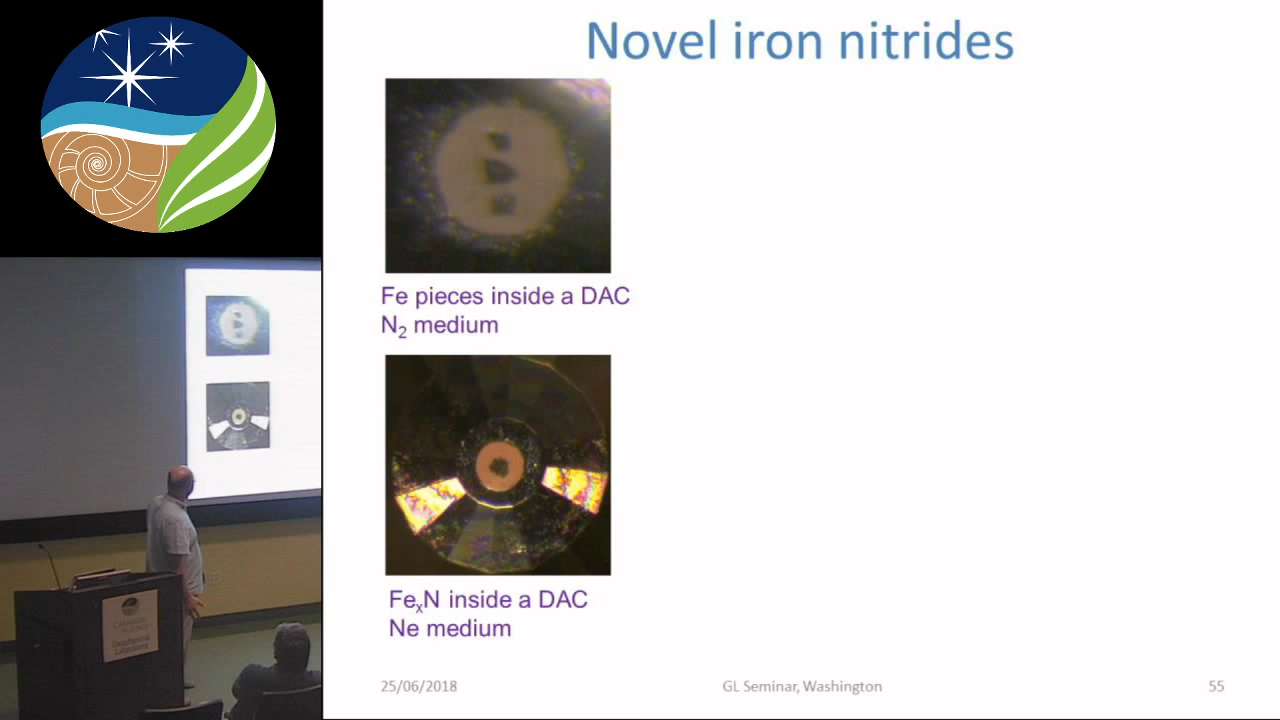 Novel iron nitrides
Fe pieces inside a DAC
N₂ medium
FeₓN inside a DAC
Ne medium
25/06/2018
GL Seminar, Washington
55